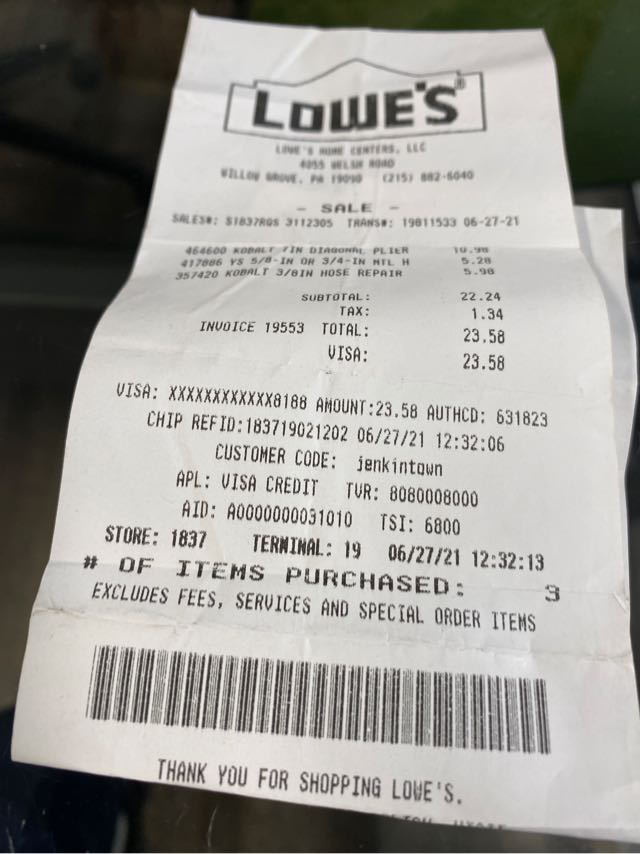 LOWE'S®
LOWE'S HOME CENTERS, LLC
4055 WELSH ROAD
WILLOW GROVE, PA 19090 (215) 882-6040
- SALE -
SALES#: S1837RGS 3112305 TRANS#: 19811533 06-27-21
464600 KOBALT 7IN DIAGONAL PLIER 10.98
417886 YS 5/8-IN OR 3/4-IN MTL H 5.28
357420 KOBALT 3/8IN HOSE REPAIR 5.98
SUBTOTAL: 22.24
TAX: 1.34
INVOICE 19553 TOTAL: 23.58
VISA: 23.58
VISA: XXXXXXXXXXXX8188 AMOUNT:23.58 AUTHCD: 631823
CHIP REFID:183719021202 06/27/21 12:32:06
CUSTOMER CODE: jenkintown
APL: VISA CREDIT TVR: 8080008000
AID: A0000000031010 TSI: 6800
STORE: 1837 TERMINAL: 19 06/27/21 12:32:13
# OF ITEMS PURCHASED: 3
EXCLUDES FEES, SERVICES AND SPECIAL ORDER ITEMS
THANK YOU FOR SHOPPING LOWE'S.